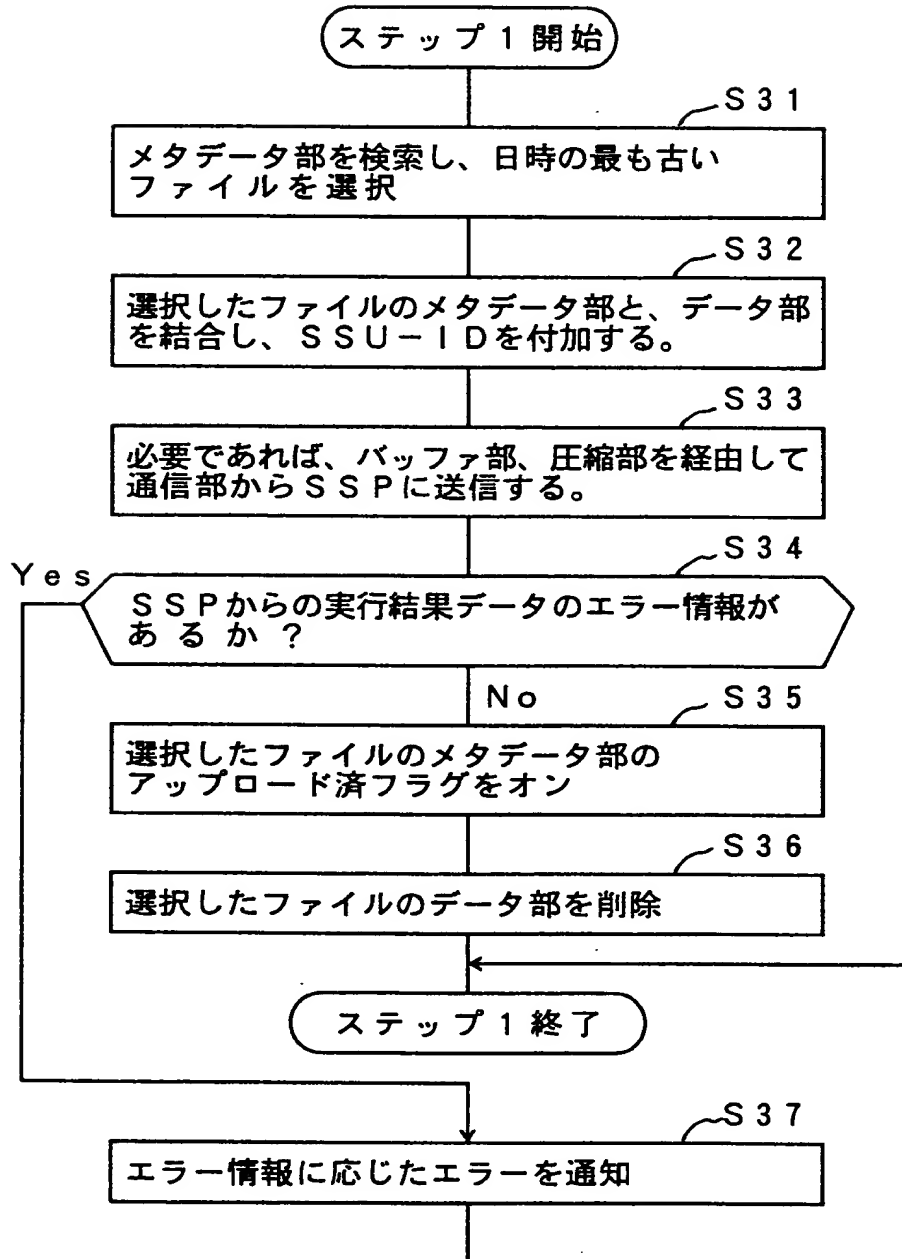 ステップ１開始
Ｓ３１
メタデータ部を検索し、日時の最も古い
ファイルを選択
Ｓ３２
選択したファイルのメタデータ部と、データ部
を結合し、ＳＳＵ－ＩＤを付加する。
Ｓ３３
必要であれば、バッファ部、圧縮部を経由して
通信部からＳＳＰに送信する。
Ｓ３４
Ｙｅｓ
ＳＳＰからの実行結果データのエラー情報が
あるか？
Ｎｏ
Ｓ３５
選択したファイルのメタデータ部の
アップロード済フラグをオン
Ｓ３６
選択したファイルのデータ部を削除
ステップ１終了
Ｓ３７
エラー情報に応じたエラーを通知